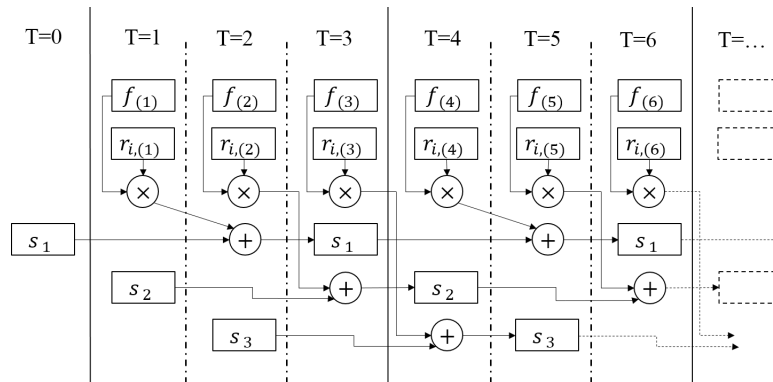 T=0 T=1 T=2 T=3 T=4 T=5 T=6 T=…
f(1) f(2) f(3) f(4) f(5) f(6)
ri,(1) ri,(2) ri,(3) ri,(4) ri,(5) ri,(6)
× × × × × ×
s1 + s1 + s1
s2 + s2 +
s3 + s3